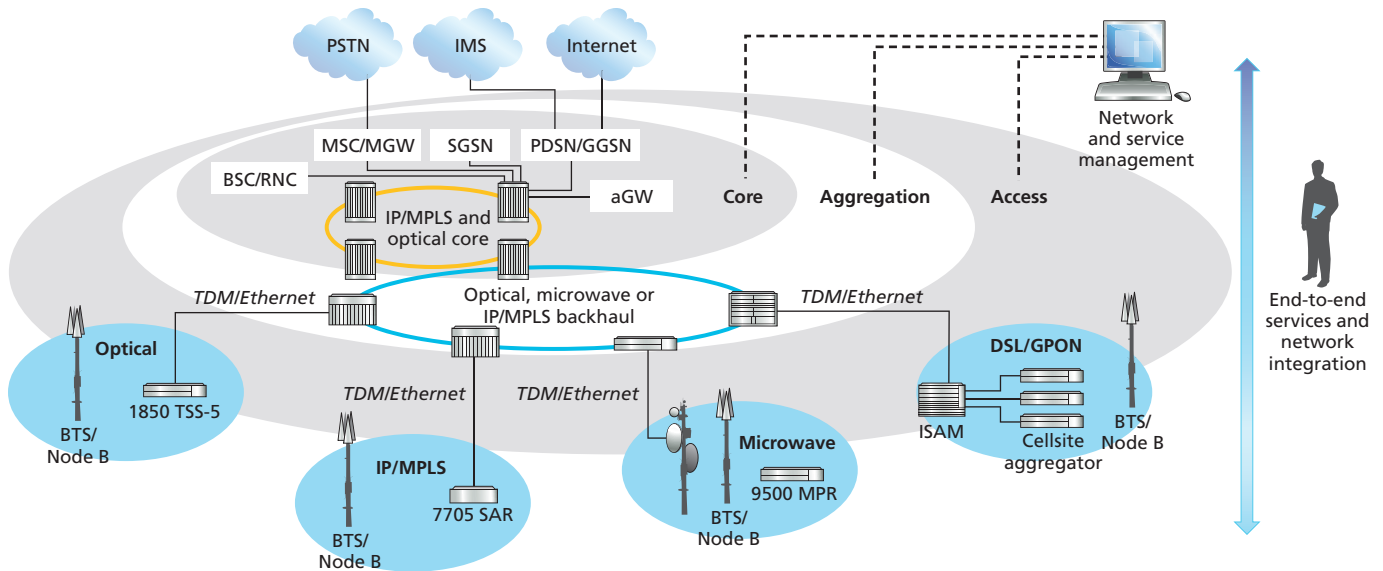 PSTN
IMS
Internet
Network
and service
management
MSC/MGW
SGSN
PDSN/GGSN
BSC/RNC
aGW
Core
Aggregation
Access
IP/MPLS and
optical core
TDM/Ethernet
Optical, microwave or
IP/MPLS backhaul
TDM/Ethernet
End-to-end
services and
network
integration
Optical
1850 TSS-5
BTS/
Node B
TDM/Ethernet
TDM/Ethernet
DSL/GPON
ISAM
Cellsite
aggregator
BTS/
Node B
IP/MPLS
7705 SAR
BTS/
Node B
Microwave
9500 MPR
BTS/
Node B